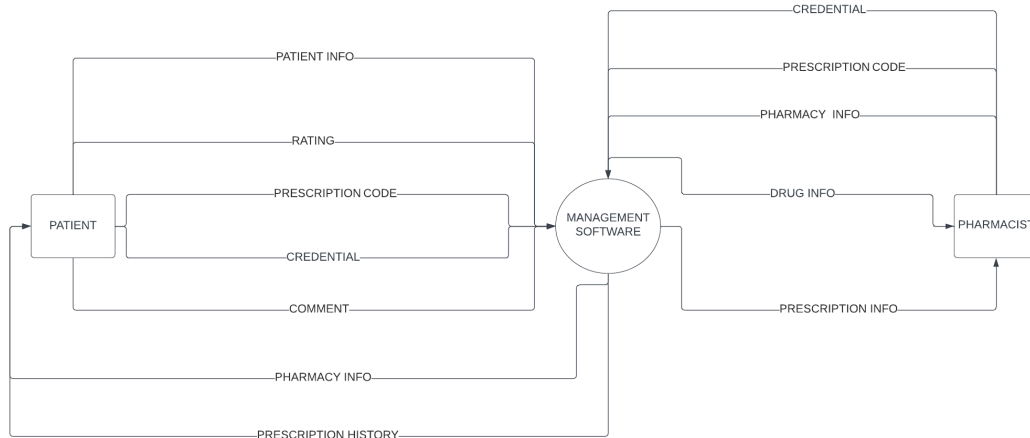 CREDENTIAL
PATIENT INFO
PRESCRIPTION CODE
PHARMACY INFO
RATING
PRESCRIPTION CODE
DRUG INFO
PATIENT
MANAGEMENT
SOFTWARE
PHARMACIST
CREDENTIAL
COMMENT
PRESCRIPTION INFO
PHARMACY INFO
PRESCRIPTION HISTORY